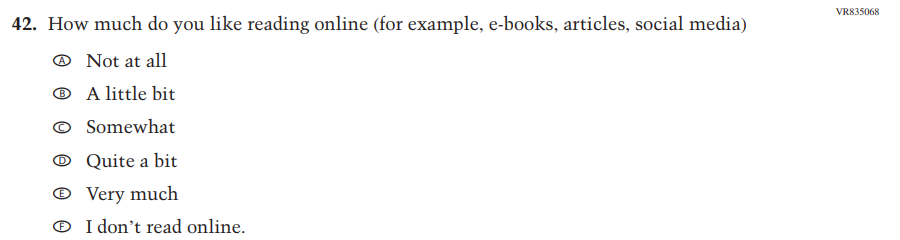 VR835068
42. How much do you like reading online (for example, e-books, articles, social media)
A Not at all
B A little bit
C Somewhat
D Quite a bit
E Very much
F I don’t read online.